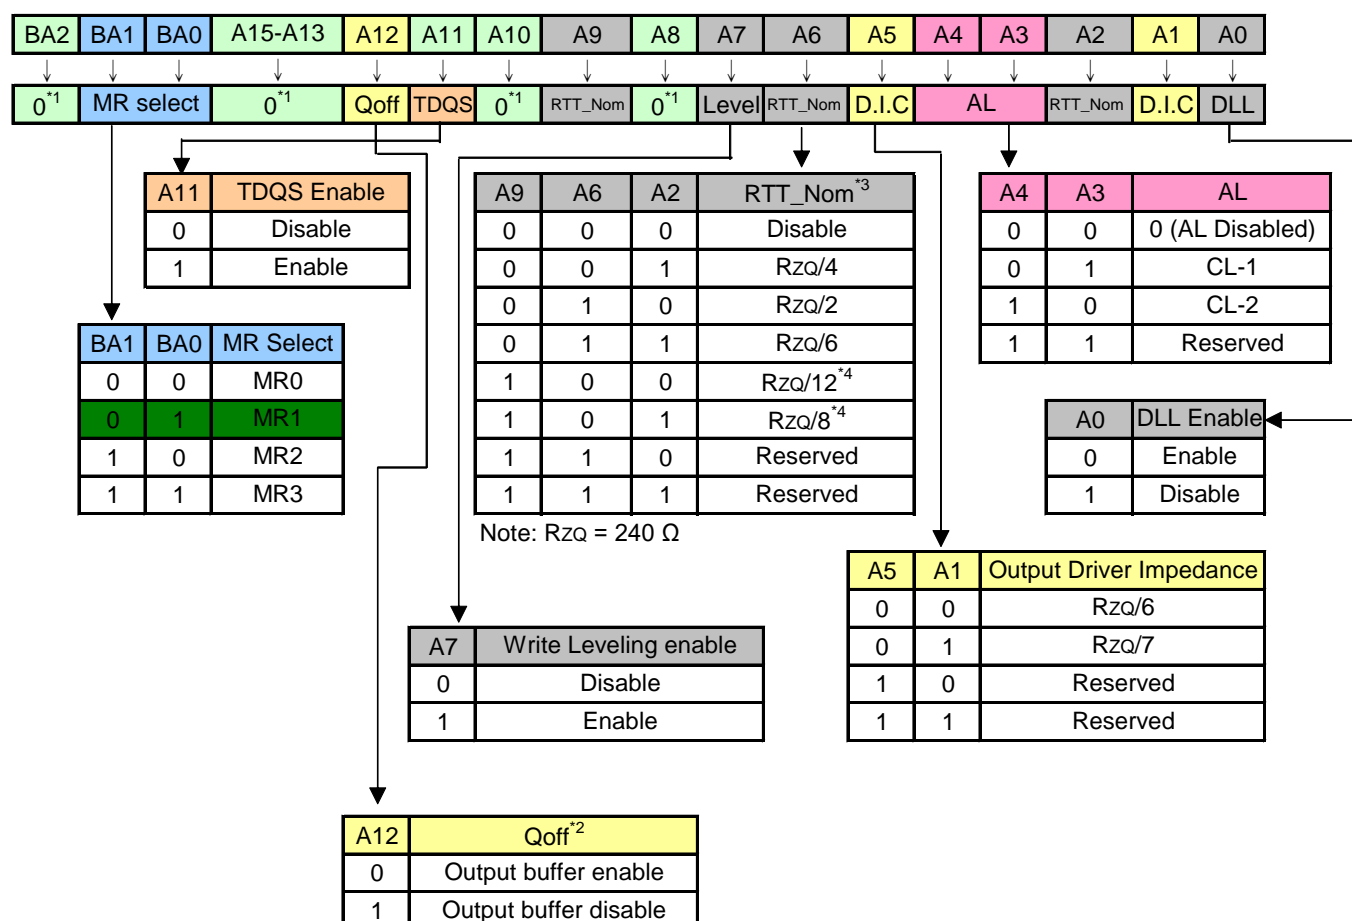 BA2 BA1 BA0 A15-A13 A12 A11 A10 A9 A8 A7 A6 A5 A4 A3 A2 A1 A0
0*1 MR select 0*1 Qoff TDQS 0*1 RTT_Nom 0*1 Level RTT_Nom D.I.C AL RTT_Nom D.I.C DLL
A11 TDQS Enable
0 Disable
1 Enable
BA1 BA0 MR Select
0 0 MR0
0 1 MR1
1 0 MR2
1 1 MR3
A9 A6 A2 RTT_Nom*3
0 0 0 Disable
0 0 1 RZQ/4
0 1 0 RZQ/2
0 1 1 RZQ/6
1 0 0 RZQ/12*4
1 0 1 RZQ/8*4
1 1 0 Reserved
1 1 1 Reserved
Note: RZQ = 240 Ω
A4 A3 AL
0 0 0 (AL Disabled)
0 1 CL-1
1 0 CL-2
1 1 Reserved
A0 DLL Enable
0 Enable
1 Disable
A5 A1 Output Driver Impedance
0 0 RZQ/6
0 1 RZQ/7
1 0 Reserved
1 1 Reserved
A7 Write Leveling enable
0 Disable
1 Enable
A12 Qoff*2
0 Output buffer enable
1 Output buffer disable